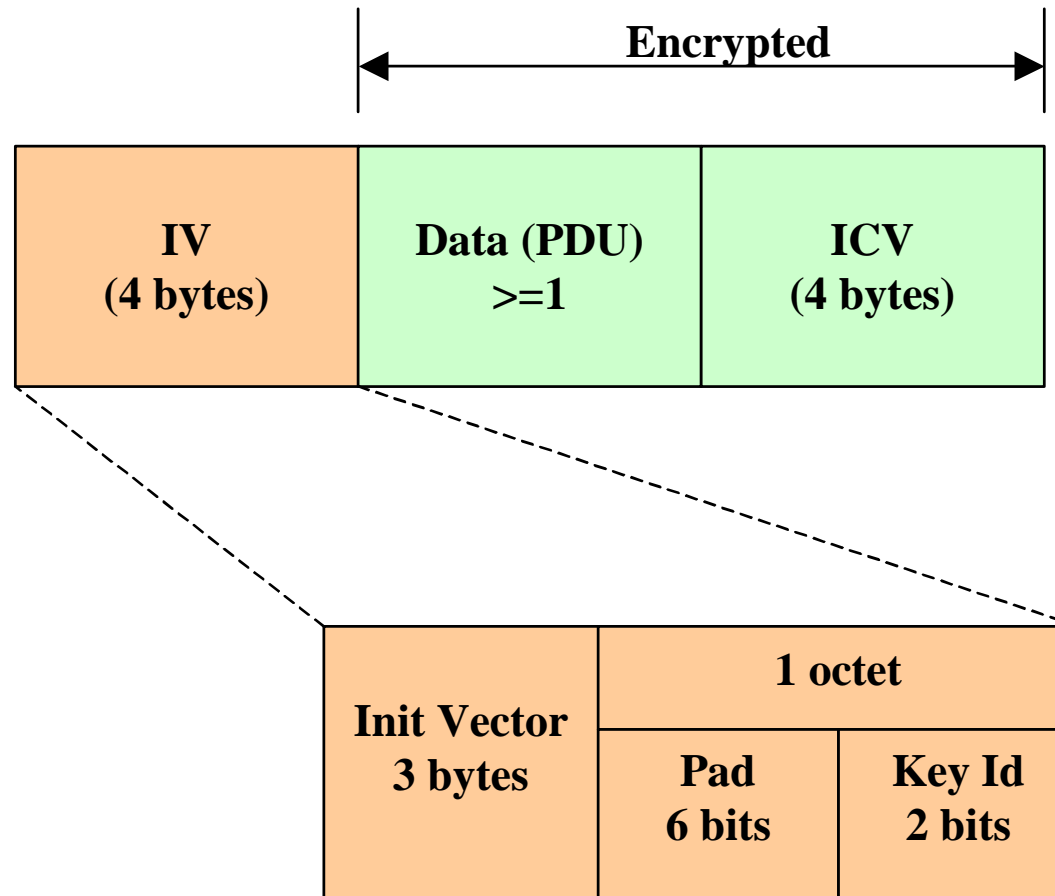 Encrypted
IV
(4 bytes)
Data (PDU)
>=1
ICV
(4 bytes)
Init Vector
3 bytes
1 octet
Pad
6 bits
Key Id
2 bits